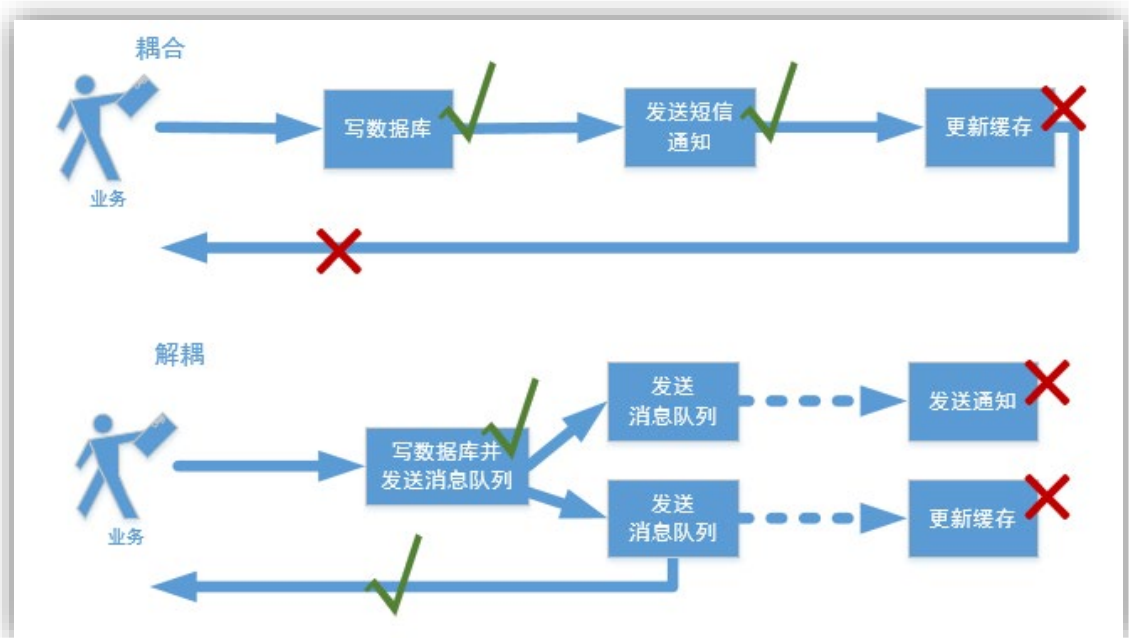 耦合
写数据库
发送短信
通知
更新缓存
业务
解耦
写数据库并
发送消息队列
发送
消息队列
发送通知
发送
消息队列
更新缓存
业务